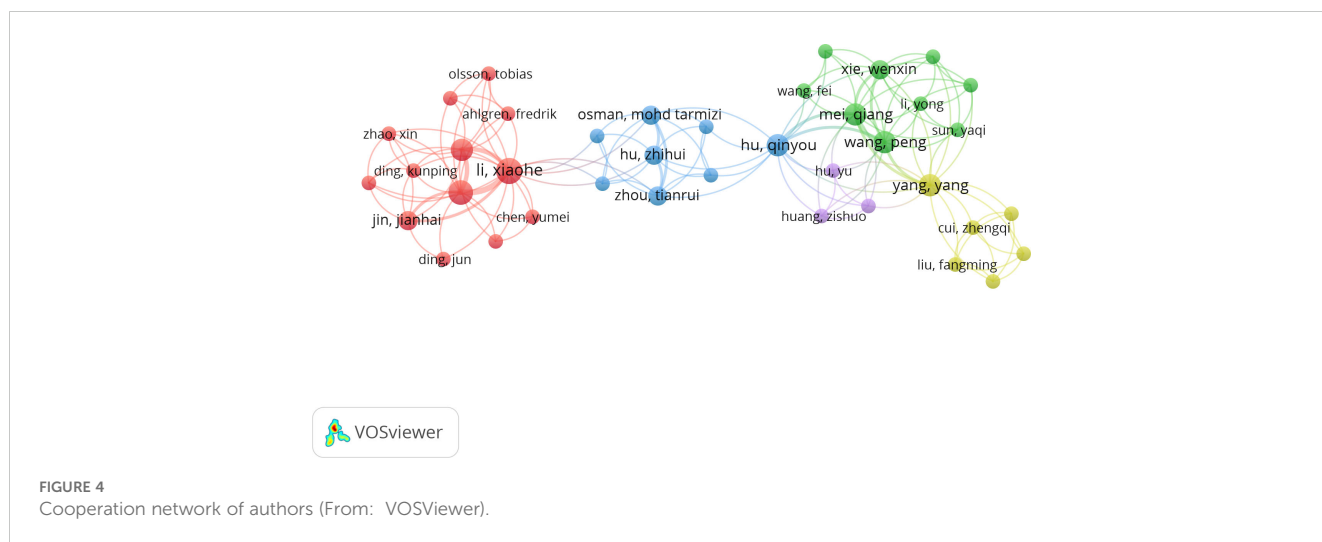 olsson, tobias
ahlgren, fredrik
zhao, xin
ding, kunping
li, xiaohe
jin, jianhai
chen, yumei
ding, jun
osman, mohd tarmizi
hu, zhihui
zhou, tianrui
hu, qinyou
xie, wenxin
wang, fei
li, yong
mei, qiang
sun, yaqi
wang, peng
hu, yu
yang, yang
huang, zishuo
cui, zhengqi
liu, fangming
VOSviewer
FIGURE 4
Cooperation network of authors (From: VOSViewer).